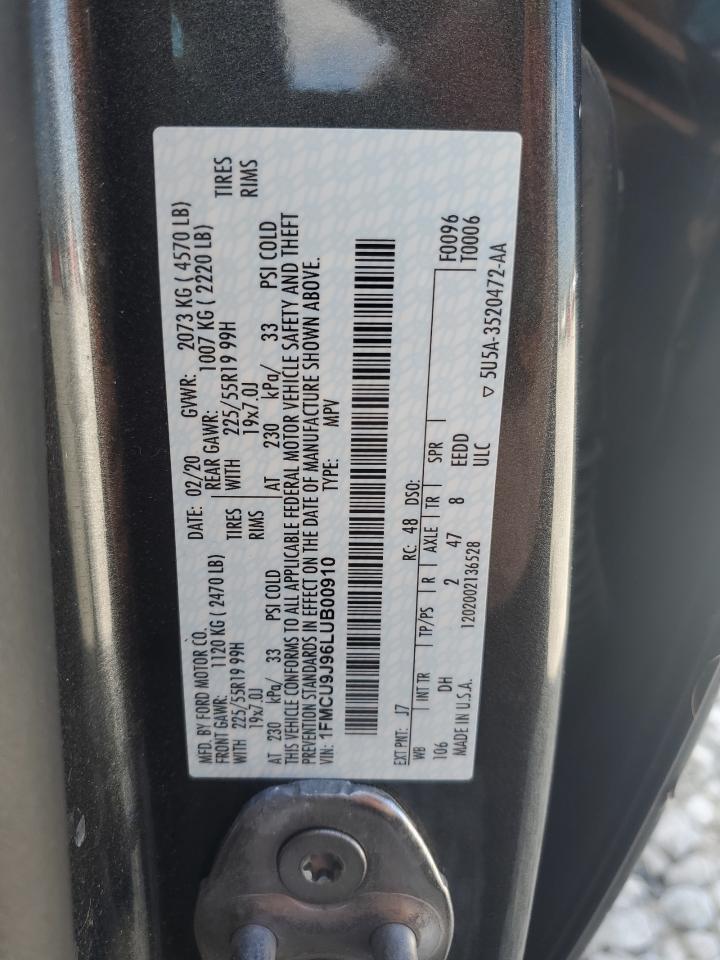 MFD. BY FORD MOTOR CO. DATE: 02/20 GVWR: 2073 KG ( 4570 LB)
FRONT GAWR: 1120 KG ( 2470 LB) REAR GAWR: 1007 KG ( 2220 LB)
WITH 225/55R19 99H TIRES WITH 225/55R19 99H TIRES
19x7.0J RIMS 19x7.0J RIMS
AT 230 kPa/ 33 PSI COLD AT 230 kPa/ 33 PSI COLD
THIS VEHICLE CONFORMS TO ALL APPLICABLE FEDERAL MOTOR VEHICLE SAFETY AND THEFT
PREVENTION STANDARDS IN EFFECT ON THE DATE OF MANUFACTURE SHOWN ABOVE.
VIN: 1FMCU9J96LUB00910 TYPE: MPV
EXT PNT: J7 RC: 48 DSO: F0096
WB INT TR TP/PS R AXLE TR SPR T0006
106 DH 2 47 8 EEDD
MADE IN U.S.A. 1202002136528 ULC ▽ 5U5A-3520472-AA